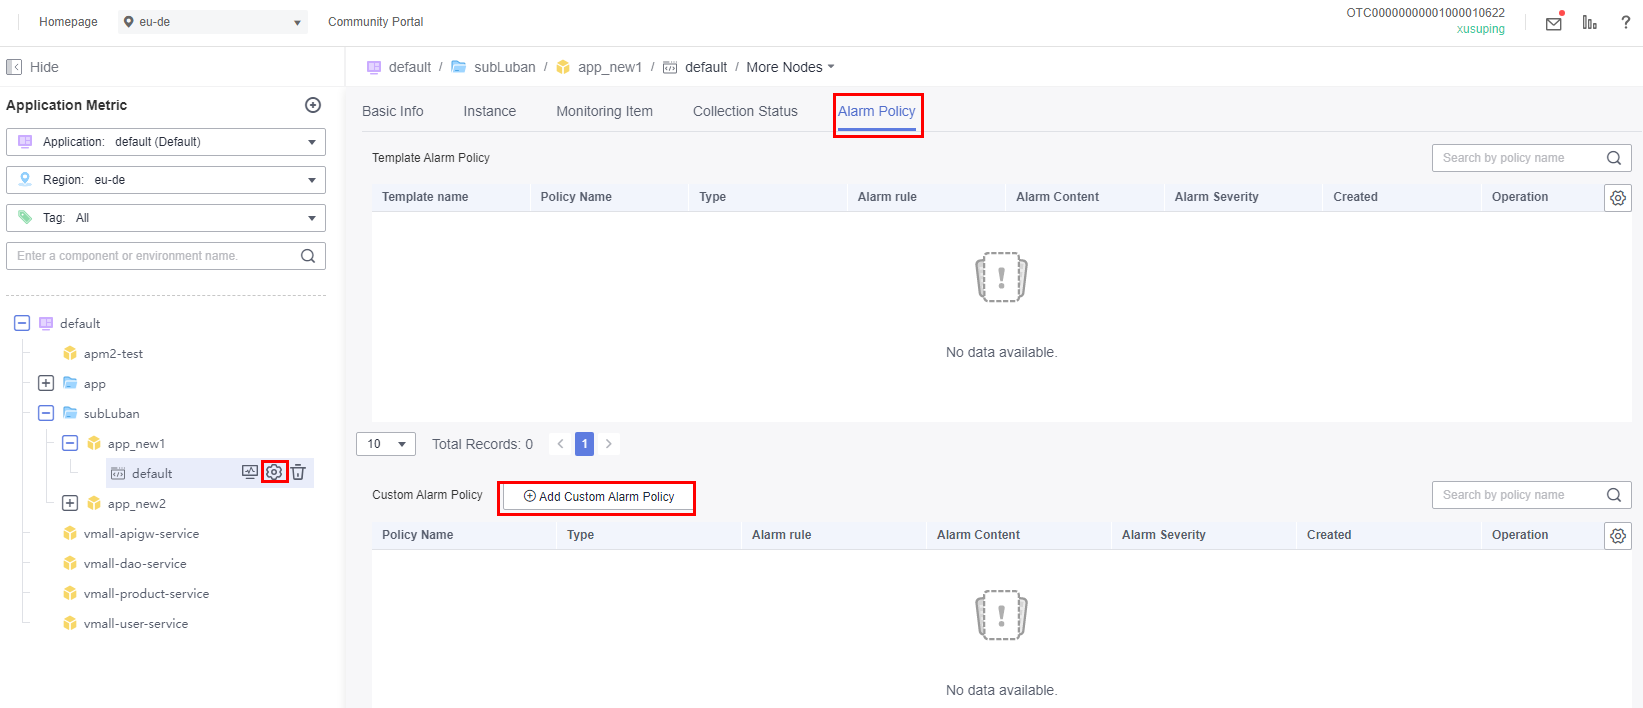 Homepage
eu-de
Community Portal
OTC00000000001000010622
xusuping
Hide
default / subLuban / app_new1 / default / More Nodes
Application Metric
Application: default (Default)
Region: eu-de
Tag: All
Enter a component or environment name.
default
apm2-test
app
subLuban
app_new1
default
app_new2
vmall-apigw-service
vmall-dao-service
vmall-product-service
vmall-user-service
Basic Info
Instance
Monitoring Item
Collection Status
Alarm Policy
Template Alarm Policy
Search by policy name
Template name Policy Name Type Alarm rule Alarm Content Alarm Severity Created Operation
No data available.
10 Total Records: 0 < 1 >
Custom Alarm Policy
Add Custom Alarm Policy
Search by policy name
Policy Name Type Alarm rule Alarm Content Alarm Severity Created Operation
No data available.